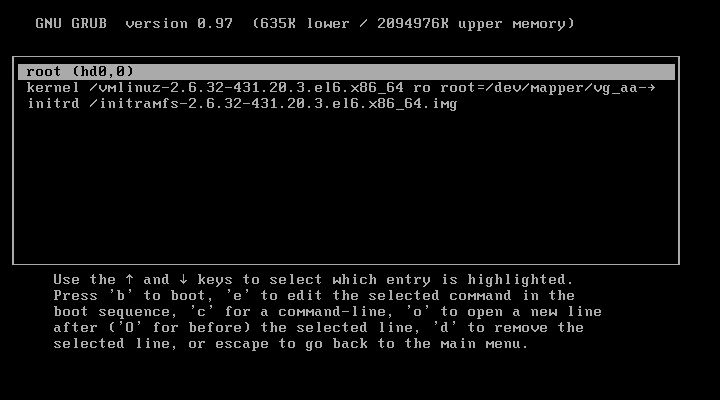 GNU GRUB  version 0.97  (635K lower / 2094976K upper memory)
root (hd0,0)
kernel /vmlinuz-2.6.32-431.20.3.el6.x86_64 ro root=/dev/mapper/vg_aa-→
initrd /initramfs-2.6.32-431.20.3.el6.x86_64.img
Use the ↑ and ↓ keys to select which entry is highlighted.
Press 'b' to boot, 'e' to edit the selected command in the
boot sequence, 'c' for a command-line, 'o' to open a new line
after ('O' for before) the selected line, 'd' to remove the
selected line, or escape to go back to the main menu.